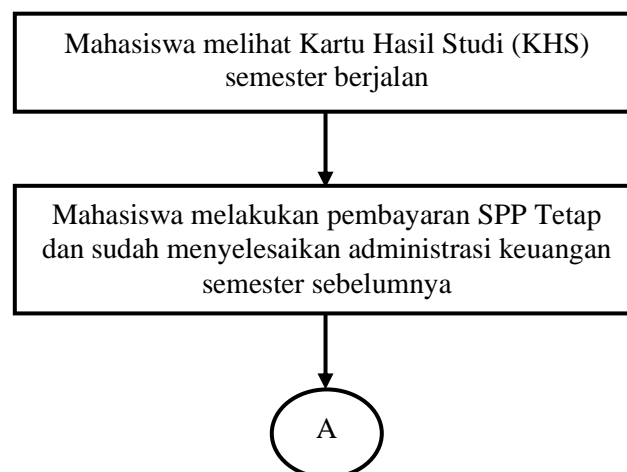 Mahasiswa melihat Kartu Hasil Studi (KHS)
semester berjalan
Mahasiswa melakukan pembayaran SPP Tetap
dan sudah menyelesaikan administrasi keuangan
semester sebelumnya
A